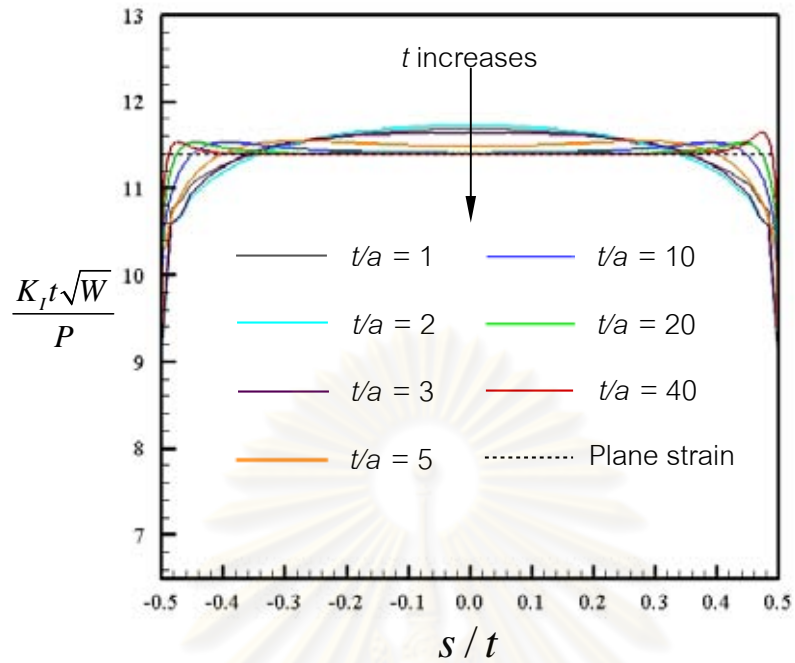 13
12
11
10
9
8
7
t increases
K_I t√W
P
t/a = 1
t/a = 10
t/a = 2
t/a = 20
t/a = 3
t/a = 40
t/a = 5
Plane strain
-0.5 -0.4 -0.3 -0.2 -0.1 0.0 0.1 0.2 0.3 0.4 0.5
s / t